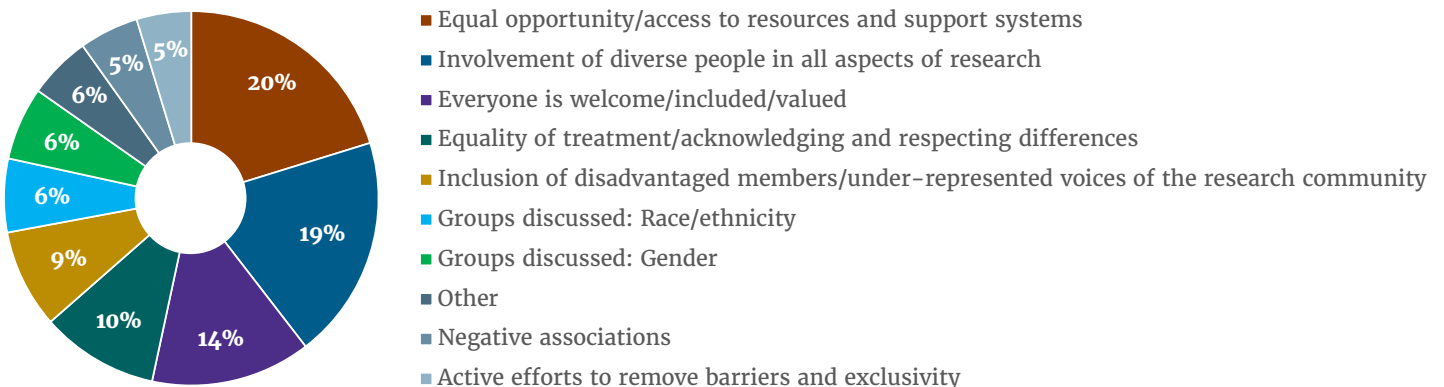 20%
19%
14%
10%
9%
6%
6%
6%
5%
5%
Equal opportunity/access to resources and support systems
Involvement of diverse people in all aspects of research
Everyone is welcome/included/valued
Equality of treatment/acknowledging and respecting differences
Inclusion of disadvantaged members/under-represented voices of the research community
Groups discussed: Race/ethnicity
Groups discussed: Gender
Other
Negative associations
Active efforts to remove barriers and exclusivity